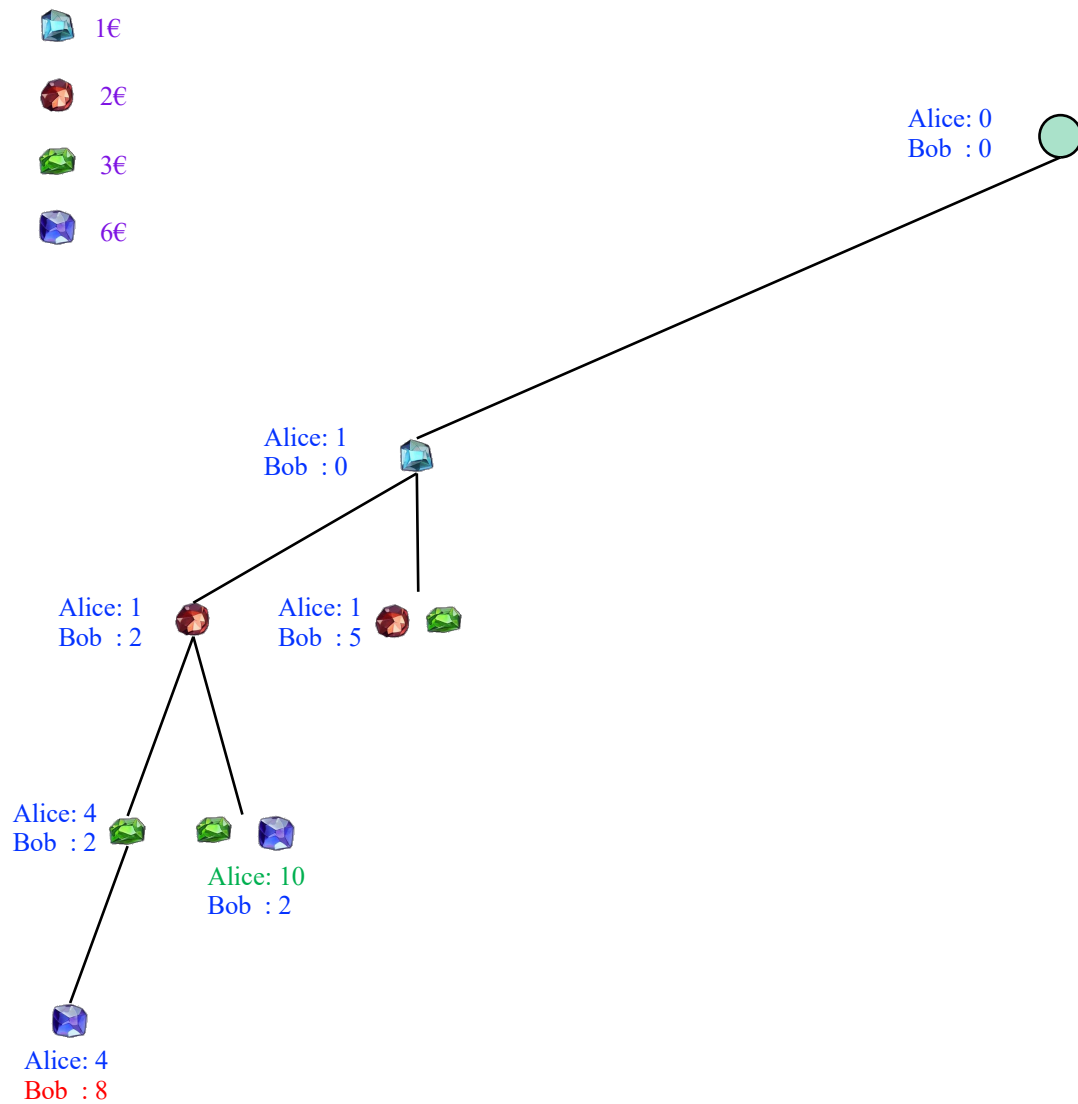 1€
2€
3€
6€
Alice: 0
Bob : 0
Alice: 1
Bob : 0
Alice: 1
Bob : 2
Alice: 1
Bob : 5
Alice: 4
Bob : 2
Alice: 10
Bob : 2
Alice: 4
Bob : 8